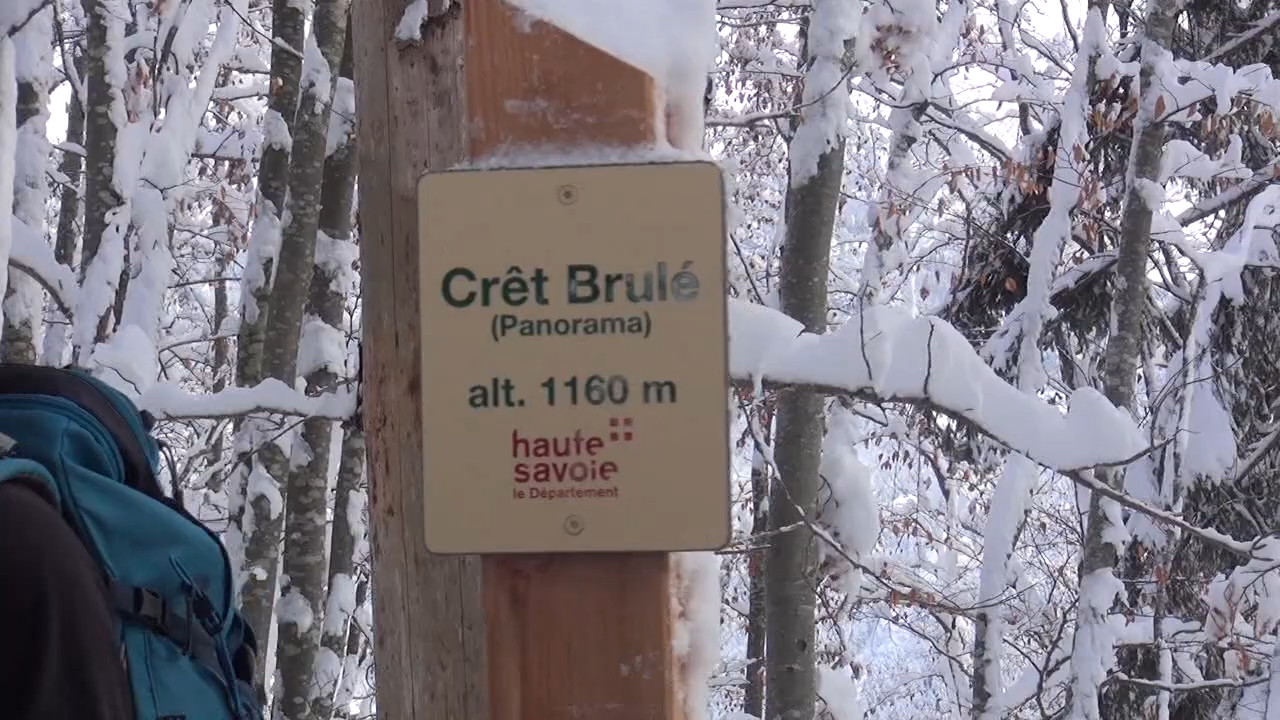 Crêt Brulé
(Panorama)
alt. 1160 m
haute
savoie
le Département